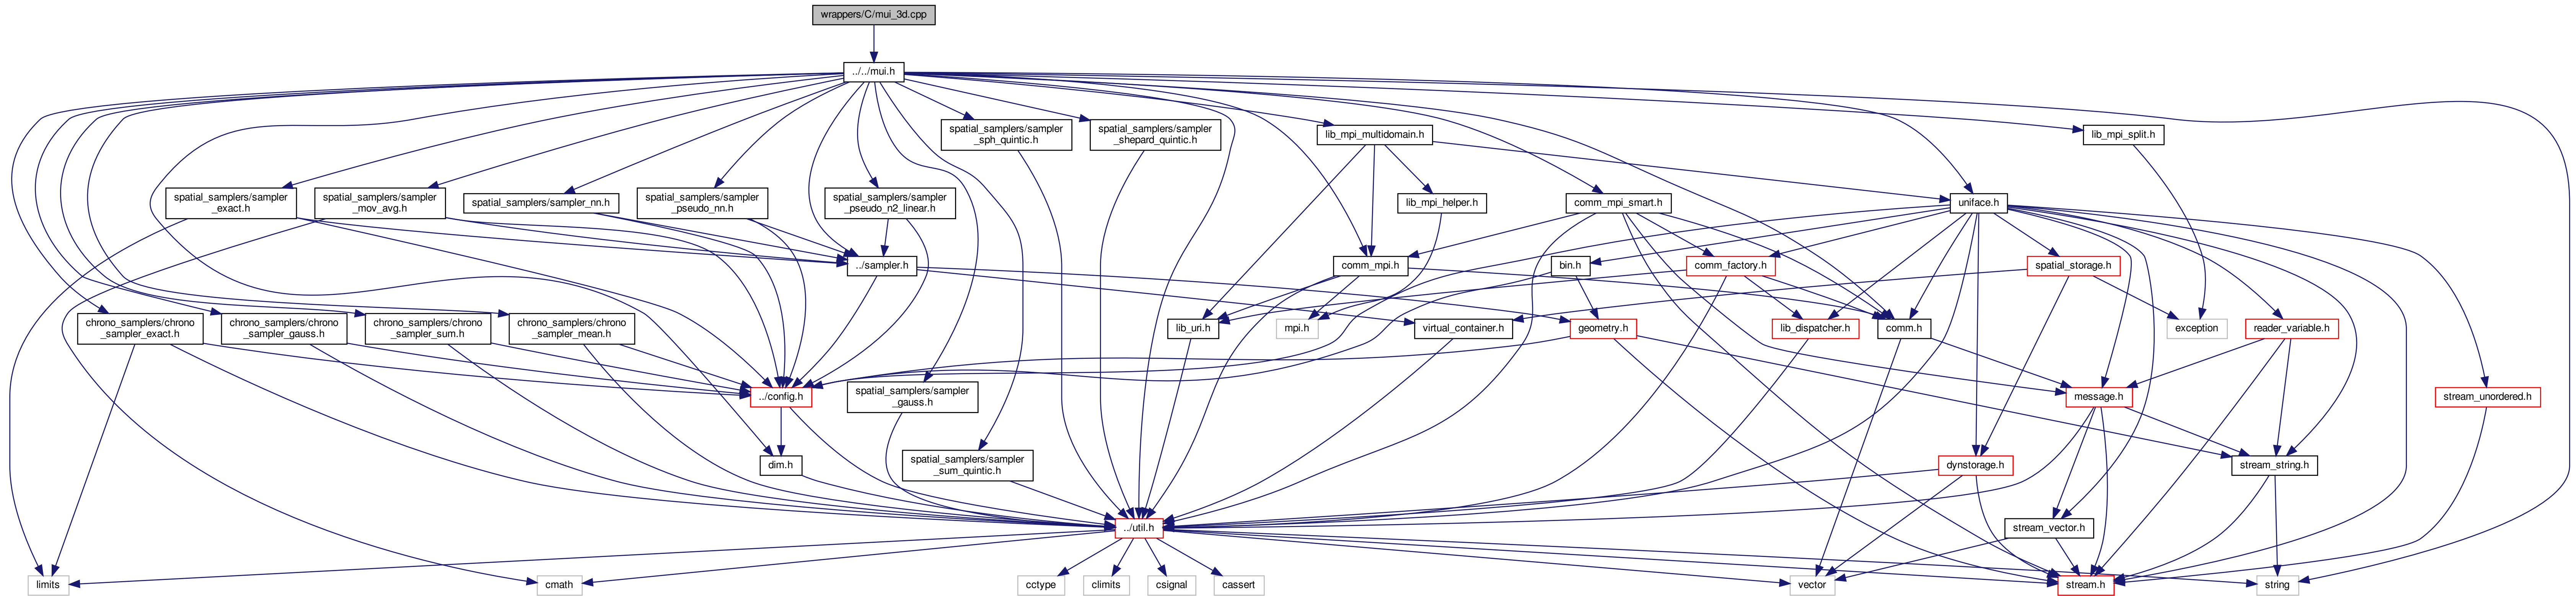 wrappers/C/mui_3d.cpp
../../mui.h
spatial_samplers/sampler
_sph_quintic.h
spatial_samplers/sampler
_shepard_quintic.h
lib_mpi_multidomain.h
lib_mpi_split.h
spatial_samplers/sampler
_exact.h
spatial_samplers/sampler
_mov_avg.h
spatial_samplers/sampler_nn.h
spatial_samplers/sampler
_pseudo_nn.h
spatial_samplers/sampler
_pseudo_n2_linear.h
lib_mpi_helper.h
comm_mpi_smart.h
uniface.h
../sampler.h
comm_mpi.h
bin.h
comm_factory.h
spatial_storage.h
chrono_samplers/chrono
_sampler_exact.h
chrono_samplers/chrono
_sampler_gauss.h
chrono_samplers/chrono
_sampler_sum.h
chrono_samplers/chrono
_sampler_mean.h
lib_uri.h
mpi.h
virtual_container.h
geometry.h
lib_dispatcher.h
comm.h
exception
reader_variable.h
../config.h
spatial_samplers/sampler
_gauss.h
message.h
stream_unordered.h
dim.h
spatial_samplers/sampler
_sum_quintic.h
dynstorage.h
stream_string.h
../util.h
stream_vector.h
limits
cmath
cctype
climits
csignal
cassert
vector
stream.h
string